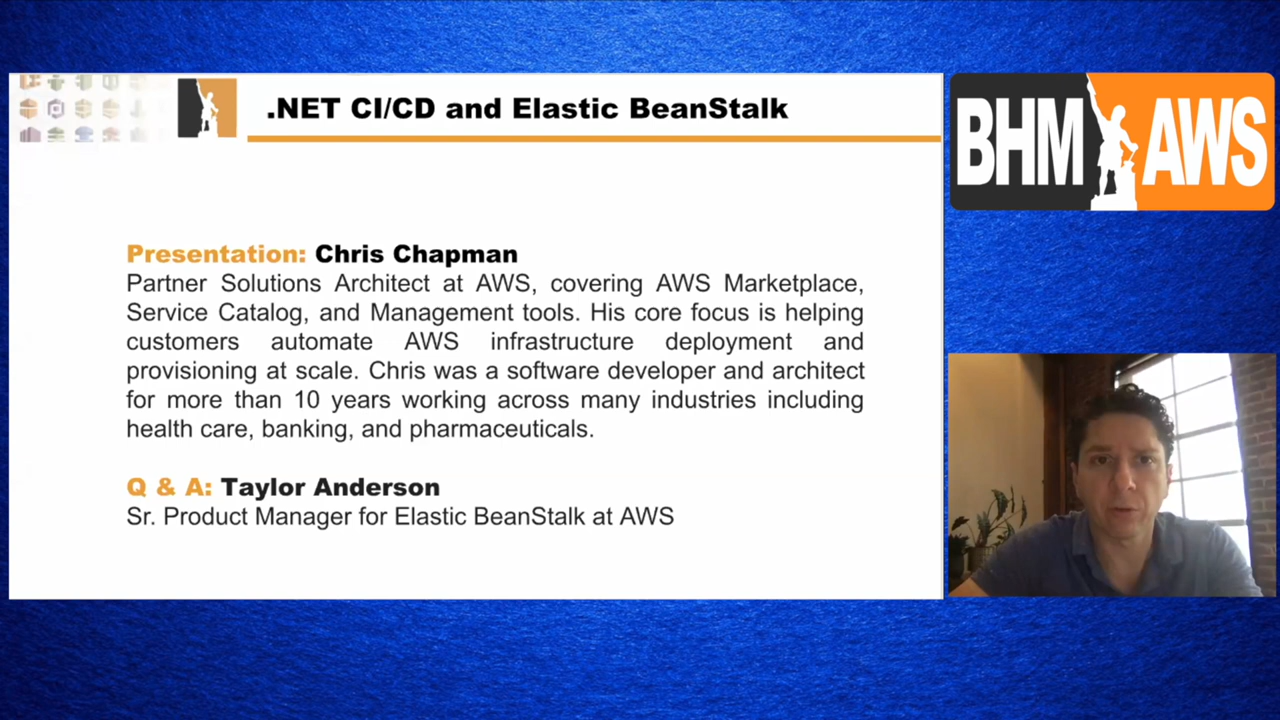 .NET CI/CD and Elastic BeanStalk
BHM AWS
Presentation: Chris Chapman
Partner Solutions Architect at AWS, covering AWS Marketplace,
Service Catalog, and Management tools. His core focus is helping
customers automate AWS infrastructure deployment and
provisioning at scale. Chris was a software developer and architect
for more than 10 years working across many industries including
health care, banking, and pharmaceuticals.
Q & A: Taylor Anderson
Sr. Product Manager for Elastic BeanStalk at AWS